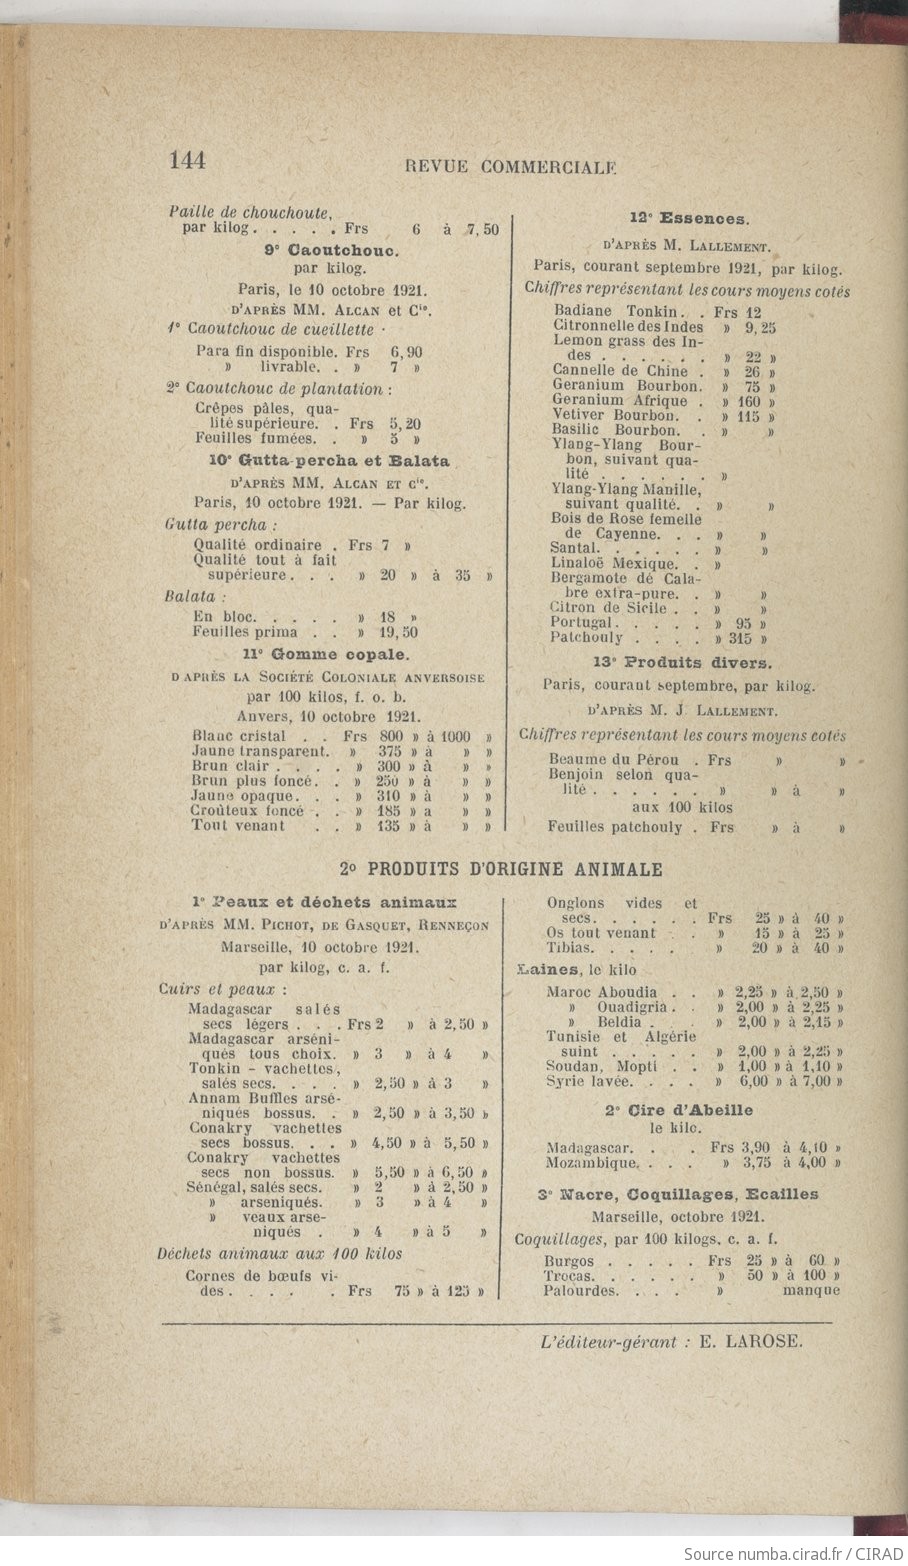 144
REVUE COMMERCIALE
Paille de chouchoute,
par kilog. . . . . . Frs 6 à 7,50
9° Caoutchouc.
par kilog.
Paris, le 10 octobre 1921.
D'APRÈS MM. ALCAN et Cie.
1° Caoutchouc de cueillette ·
Para fin disponible. Frs 6,90
» livrable. . » 7 »
2° Caoutchouc de plantation :
Crêpes pâles, qua-
lité supérieure. . Frs 5,20
Feuilles fumées. . » 5 »
10° Gutta-percha et Balata
D'APRÈS MM. ALCAN ET Cie.
Paris, 10 octobre 1921. — Par kilog.
Gutta percha :
Qualité ordinaire . Frs 7 »
Qualité tout à fait
supérieure . . . » 20 » à 35 »
Balata :
En bloc. . . . . » 18 »
Feuilles prima . . » 19,50
11° Gomme copale.
D APRÈS LA SOCIÉTÉ COLONIALE ANVERSOISE
par 100 kilos, f. o. b.
Anvers, 10 octobre 1921.
Blanc cristal . . Frs 800 » à 1000 »
Jaune transparent. » 375 » à » »
Brun clair . . . . » 300 » à » »
Brun plus foncé. . » 250 » à » »
Jaune opaque. . . » 310 » à » »
Croûteux foncé . . » 185 » a » »
Tout venant . . » 135 » à » »
12° Essences.
D'APRÈS M. LALLEMENT.
Paris, courant septembre 1921, par kilog.
Chiffres représentant les cours moyens cotés
Badiane Tonkin. . Frs 12
Citronnelle des Indes » 9,25
Lemon grass des In-
des . . . . . . » 22 »
Cannelle de Chine . » 26 »
Geranium Bourbon. » 75 »
Geranium Afrique . » 160 »
Vetiver Bourbon. . » 115 »
Basilic Bourbon. . » »
Ylang-Ylang Bour-
bon, suivant qua-
lité . . . . . . »
Ylang-Ylang Manille,
suivant qualité. . » »
Bois de Rose femelle
de Cayenne. . . » »
Santal. . . . . . » »
Linaloë Mexique. . »
Bergamote de Cala-
bre extra-pure. . » »
Citron de Sicile . . » »
Portugal. . . . . » 95 »
Patchouly . . . . » 315 »
13° Produits divers.
Paris, courant septembre, par kilog.
D'APRÈS M. J. LALLEMENT.
Chiffres représentant les cours moyens cotés
Beaume du Pérou . Frs » »
Benjoin selon qua-
lité . . . . . . » » à »
aux 100 kilos
Feuilles patchouly . Frs » à »
2° PRODUITS D'ORIGINE ANIMALE
1° Peaux et déchets animaux
D'APRÈS MM. PICHOT, DE GASQUET, RENNEÇON
Marseille, 10 octobre 1921.
par kilog, c. a. f.
Cuirs et peaux :
Madagascar salés
secs légers . . . Frs 2 » à 2,50 »
Madagascar arséni-
qués tous choix. » 3 » à 4 »
Tonkin - vachettes,
salés secs. . . . » 2,50 » à 3 »
Annam Buffles arsé-
niqués bossus. . » 2,50 » à 3,50 »
Conakry vachettes
secs bossus. . . » 4,50 » à 5,50 »
Conakry vachettes
secs non bossus. » 5,50 » à 6,50 »
Sénégal, salés secs. » 2 » à 2,50 »
» arseniqués. » 3 » à 4 »
» veaux arse-
niqués . » 4 » à 5 »
Déchets animaux aux 100 kilos
Cornes de bœufs vi-
des . . . . . Frs 75 » à 125 »
Onglons vides et
secs. . . . . . Frs 25 » à 40 »
Os tout venant . . » 15 » à 25 »
Tibias. . . . . » 20 » à 40 »
Laines, le kilo
Maroc Aboudia . . » 2,25 » à 2,50 »
» Ouadigria . . » 2,00 » à 2,25 »
» Beldia . . » 2,00 » à 2,15 »
Tunisie et Algérie
suint . . . . . » 2,00 » à 2,25 »
Soudan, Mopti . . » 1,00 » à 1,10 »
Syrie lavée. . . . » 6,00 » à 7,00 »
2° Cire d'Abeille
le kilo.
Madagascar. . . Frs 3,90 à 4,10 »
Mozambique. . . . » 3,75 à 4,00 »
3° Nacre, Coquillages, Ecailles
Marseille, octobre 1921.
Coquillages, par 100 kilogs, c. a. f.
Burgos . . . . . Frs 25 » à 60 »
Trocas. . . . . . » 50 » à 100 »
Palourdes. . . . » manque
L'éditeur-gérant : E. LAROSE.
Source numba.cirad.fr / CIRAD